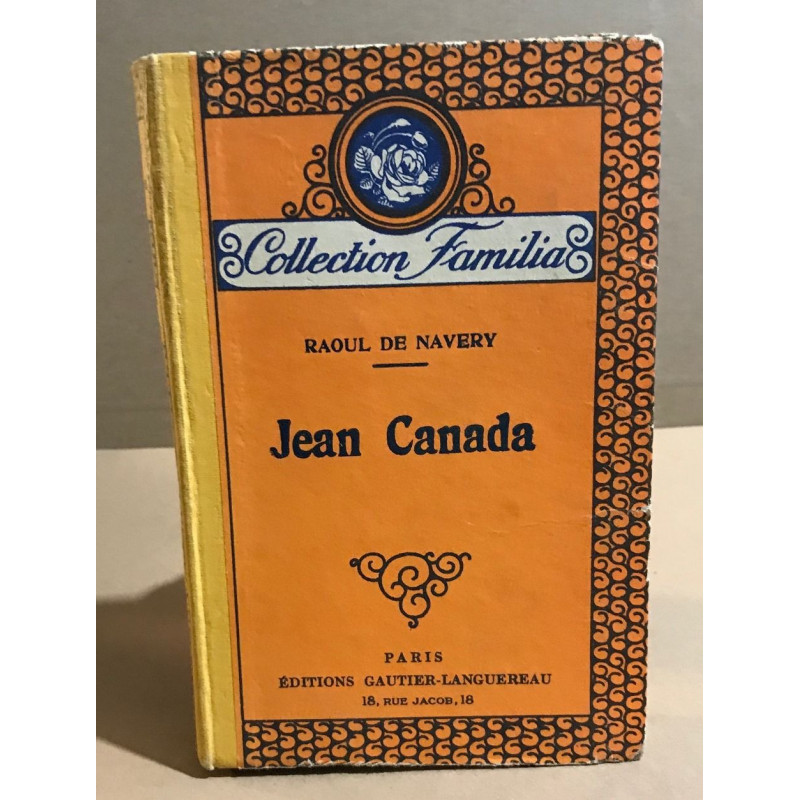 Collection Familia
RAOUL DE NAVERY
Jean Canada
PARIS
ÉDITIONS GAUTIER-LANGUEREAU
18, RUE JACOB, 18